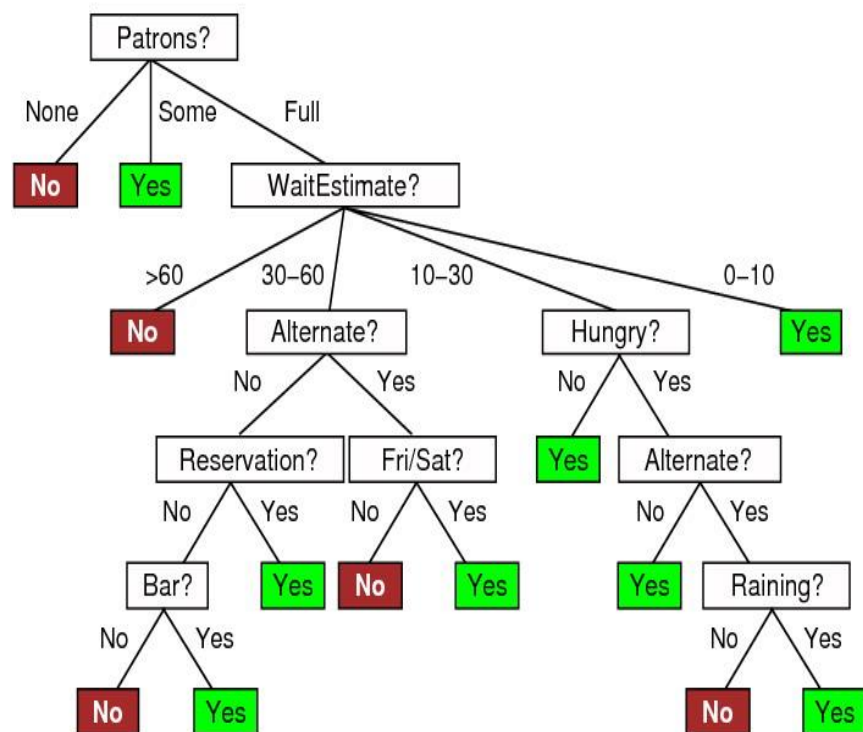 Patrons?
None Some Full
No Yes WaitEstimate?
>60 30–60 10–30 0–10
No Alternate? Hungry? Yes
No Yes No Yes
Reservation? Fri/Sat? Yes Alternate?
No Yes No Yes No Yes
Bar? Yes No Yes Yes Raining?
No Yes No Yes
No Yes No Yes